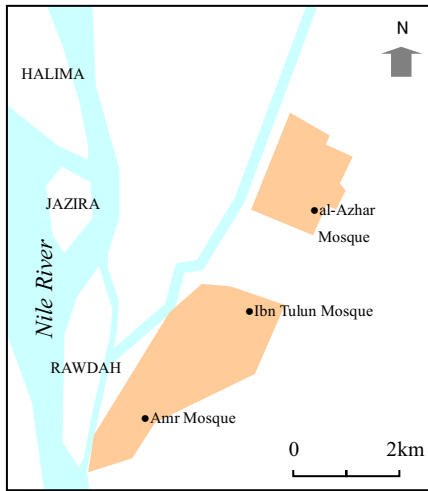 N
HALIMA
JAZIRA
al-Azhar
Mosque
Nile River
Ibn Tulun Mosque
RAWDAH
Amr Mosque
0 2km